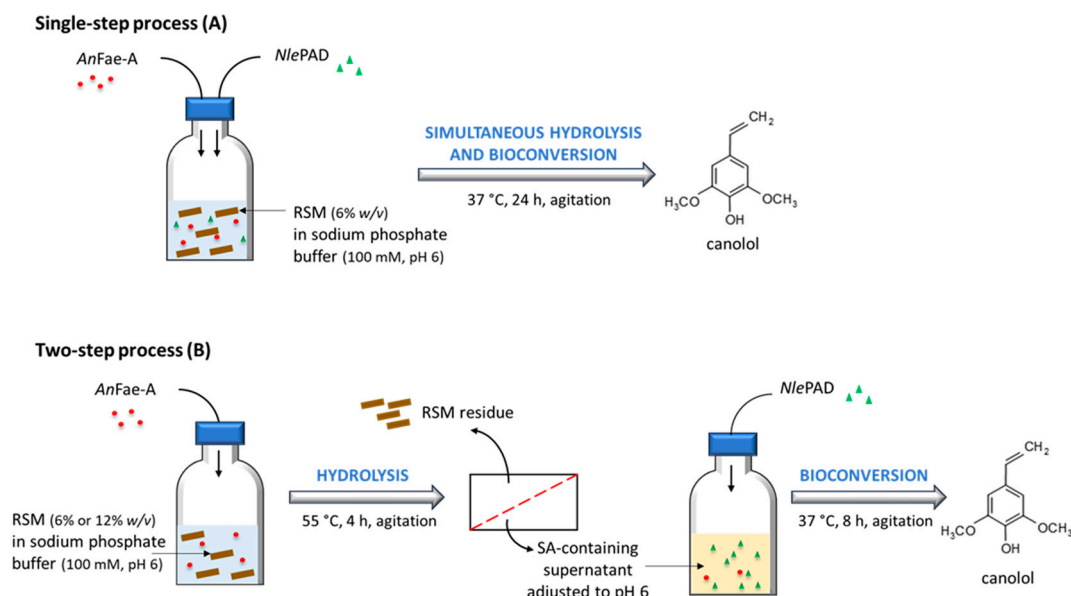 Single-step process (A)
AnFae-A
NlePAD
SIMULTANEOUS HYDROLYSIS
AND BIOCONVERSION
37 °C, 24 h, agitation
RSM (6% w/v)
in sodium phosphate
buffer (100 mM, pH 6)
CH₂
H₃CO
OCH₃
OH
canolol
Two-step process (B)
AnFae-A
RSM (6% or 12% w/v)
in sodium phosphate
buffer (100 mM, pH 6)
HYDROLYSIS
55 °C, 4 h, agitation
RSM residue
SA-containing
supernatant
adjusted to pH 6
NlePAD
BIOCONVERSION
37 °C, 8 h, agitation
CH₂
H₃CO
OCH₃
OH
canolol